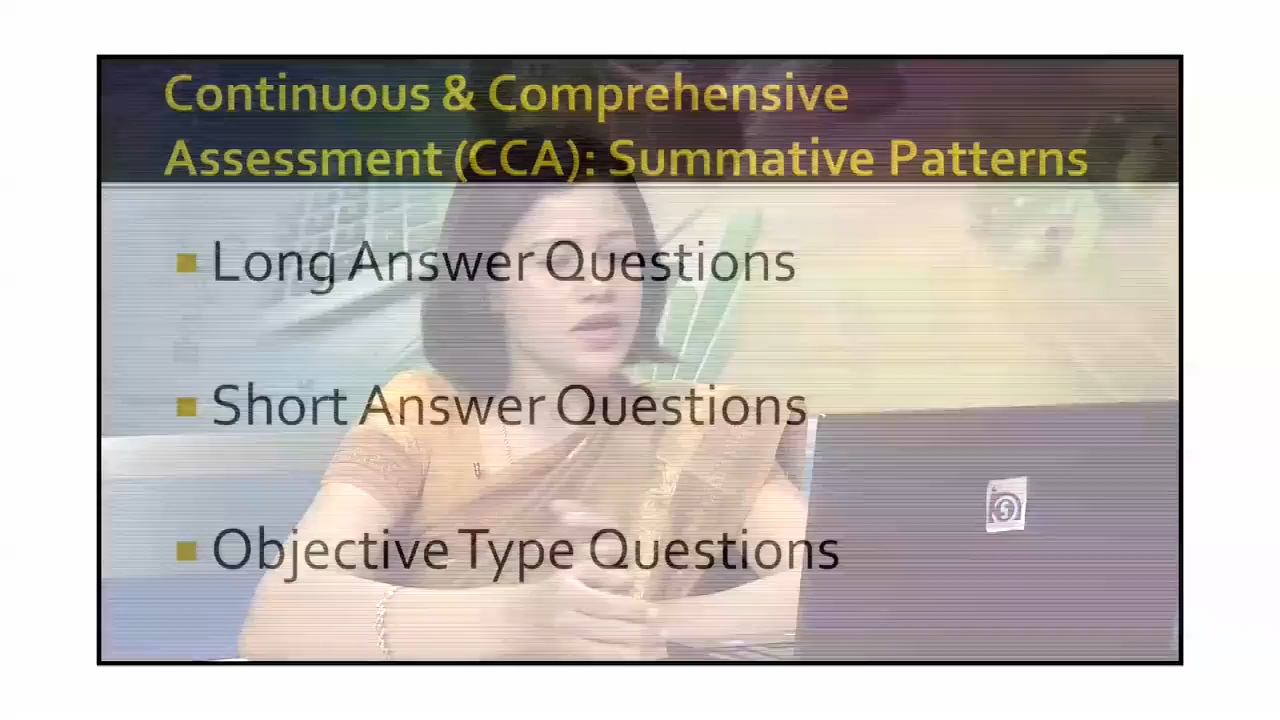 Continuous & Comprehensive
Assessment (CCA): Summative Patterns
Long Answer Questions
Short Answer Questions
Objective Type Questions